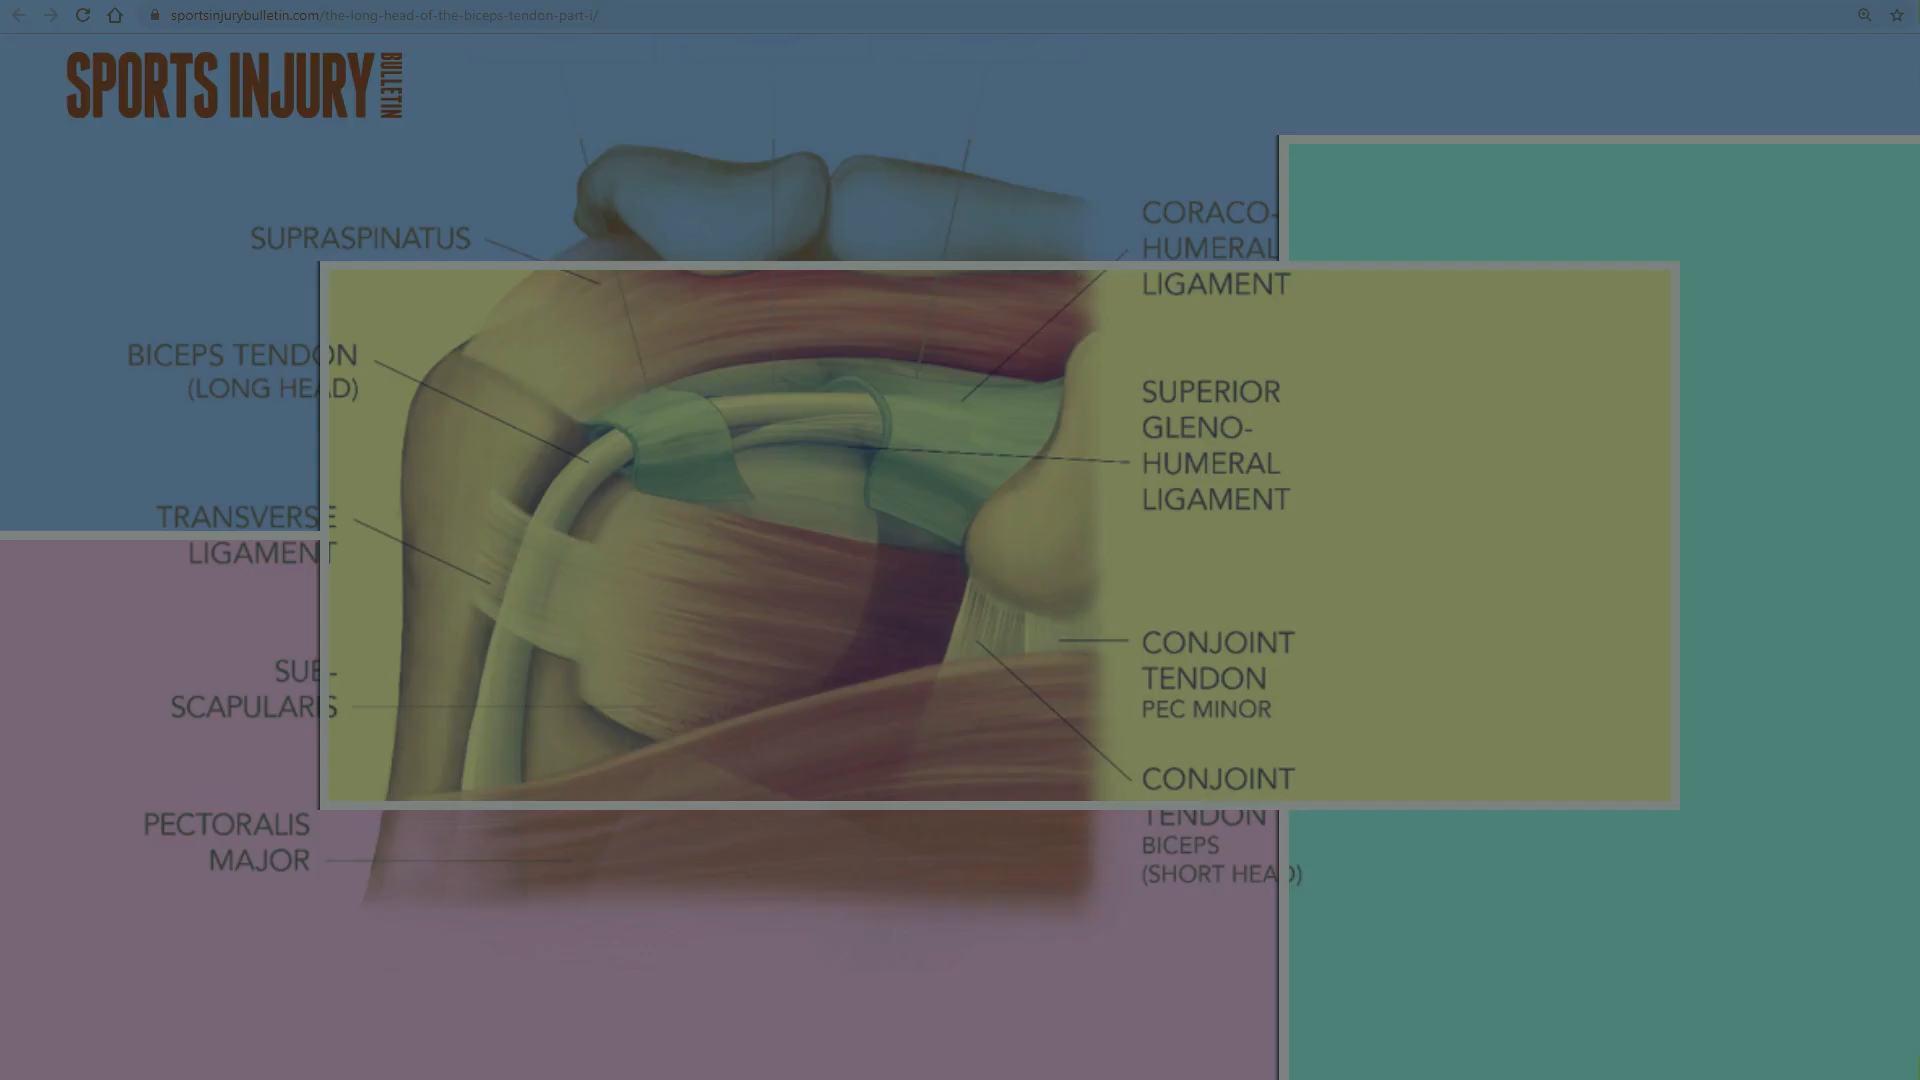 sportsinjurybulletin.com/the-long-head-of-the-biceps-tendon-part-i/
SPORTS INJURY
BULLETIN
SUPRASPINATUS
BICEPS TENDON
(LONG HEAD)
TRANSVERSE
LIGAMENT
SUB-
SCAPULARIS
PECTORALIS
MAJOR
CORACO-
HUMERAL
LIGAMENT
SUPERIOR
GLENO-
HUMERAL
LIGAMENT
CONJOINT
TENDON
PEC MINOR
CONJOINT
TENDON
BICEPS
(SHORT HEAD)